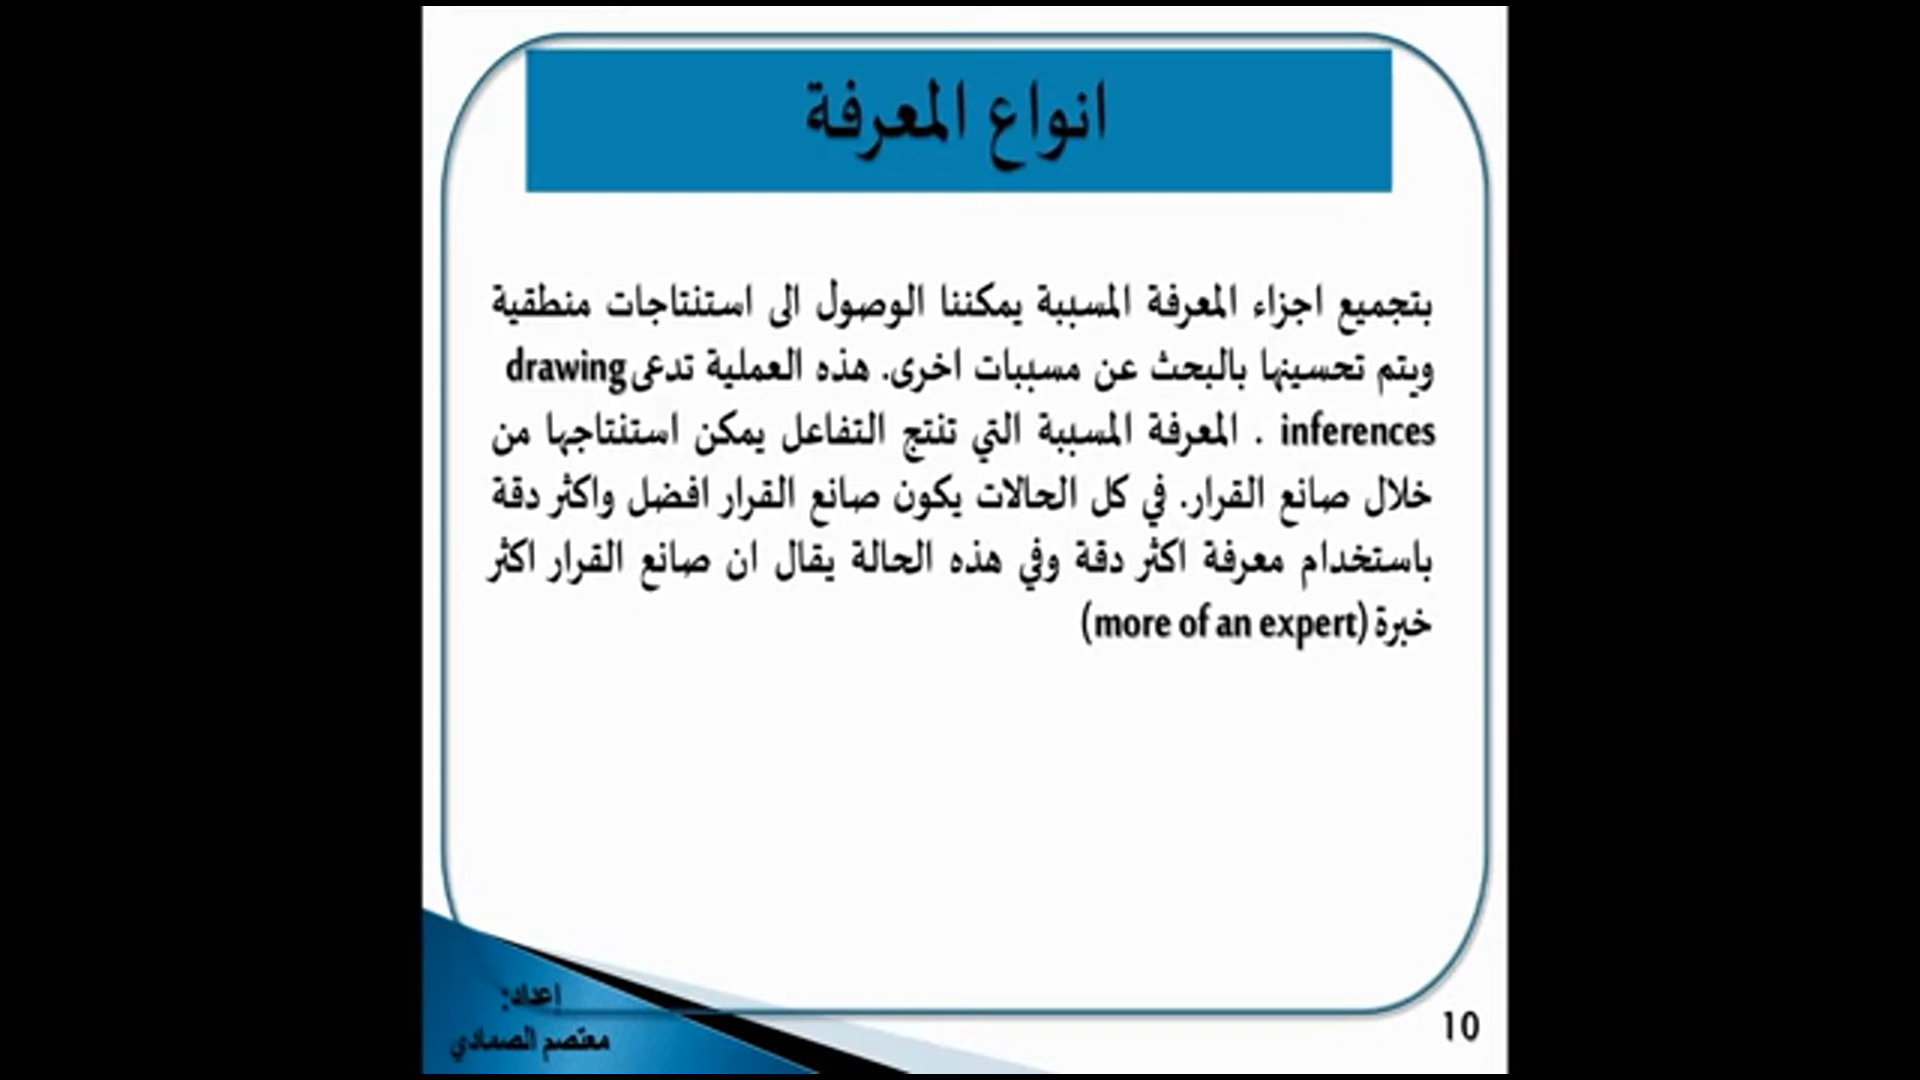 انواع المعرفة
بتجميع اجزاء المعرفة المسببة يمكننا الوصول الى استنتاجات منطقية
ويتم تحسينها بالبحث عن مسببات اخرى. هذه العملية تدعى drawing
inferences . المعرفة المسببة التي تنتج التفاعل يمكن استنتاجها من
خلال صانع القرار. في كل الحالات يكون صانع القرار افضل واكثر دقة
باستخدام معرفة اكثر دقة وفي هذه الحالة يقال ان صانع القرار اكثر
خبرة (more of an expert)
إعداد:
معتصم الصمادي
10